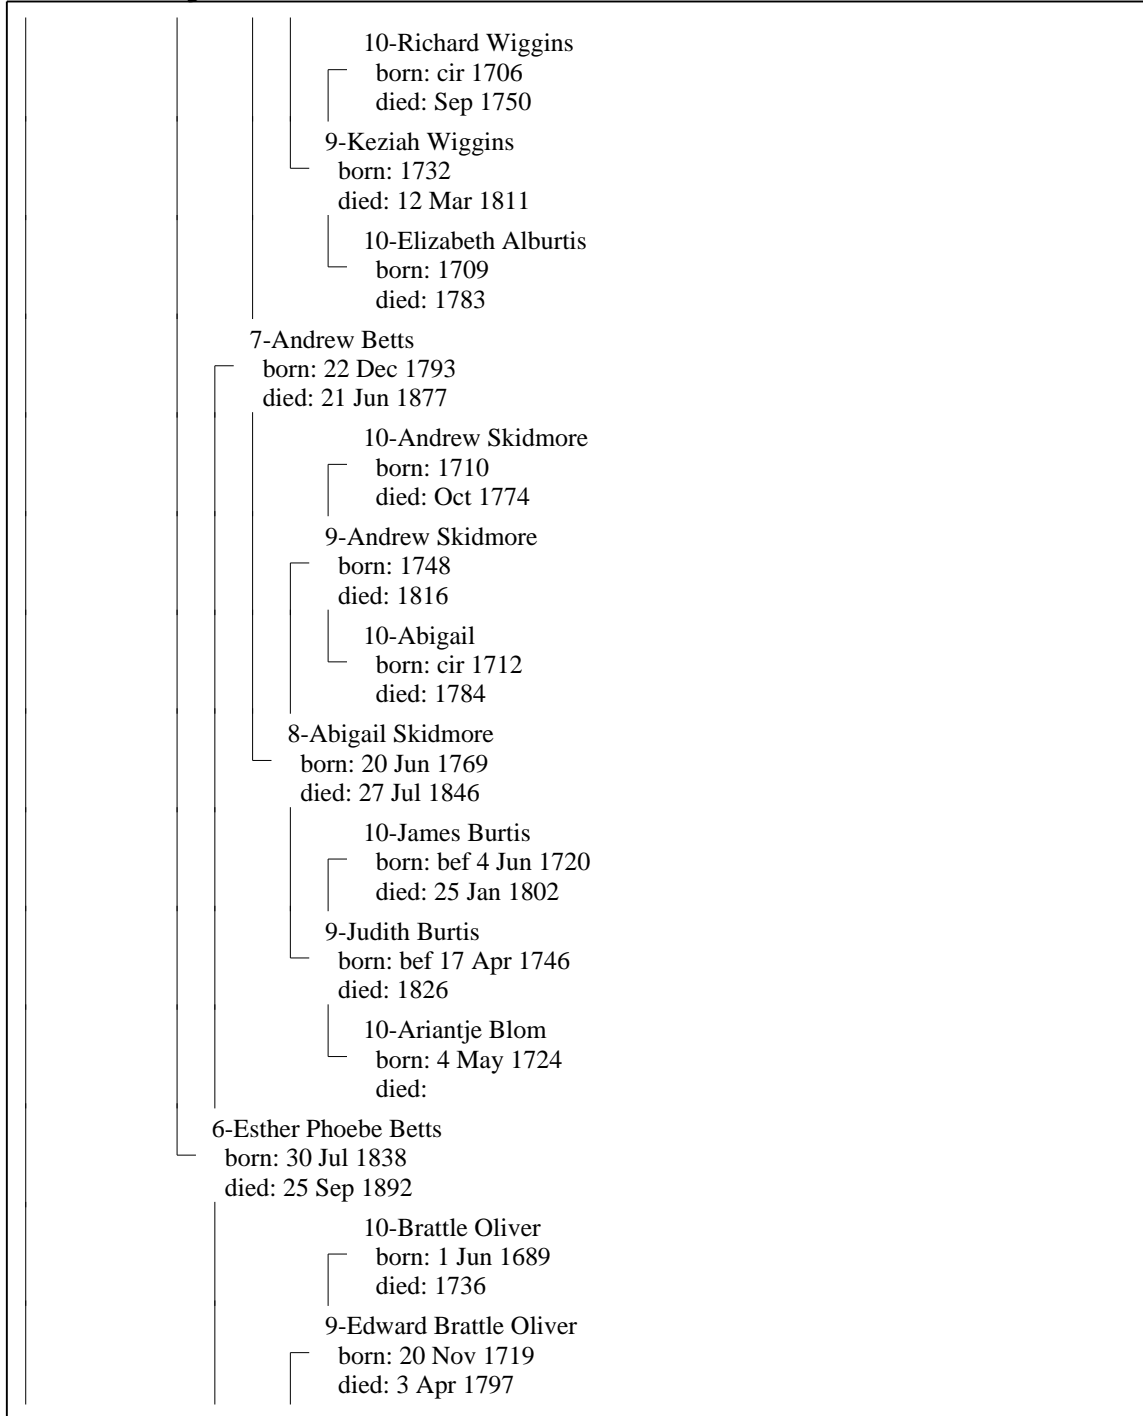 10-Richard Wiggins
born: cir 1706
died: Sep 1750
9-Keziah Wiggins
born: 1732
died: 12 Mar 1811
10-Elizabeth Alburtis
born: 1709
died: 1783
7-Andrew Betts
born: 22 Dec 1793
died: 21 Jun 1877
10-Andrew Skidmore
born: 1710
died: Oct 1774
9-Andrew Skidmore
born: 1748
died: 1816
10-Abigail
born: cir 1712
died: 1784
8-Abigail Skidmore
born: 20 Jun 1769
died: 27 Jul 1846
10-James Burtis
born: bef 4 Jun 1720
died: 25 Jan 1802
9-Judith Burtis
born: bef 17 Apr 1746
died: 1826
10-Ariantje Blom
born: 4 May 1724
died:
6-Esther Phoebe Betts
born: 30 Jul 1838
died: 25 Sep 1892
10-Brattle Oliver
born: 1 Jun 1689
died: 1736
9-Edward Brattle Oliver
born: 20 Nov 1719
died: 3 Apr 1797